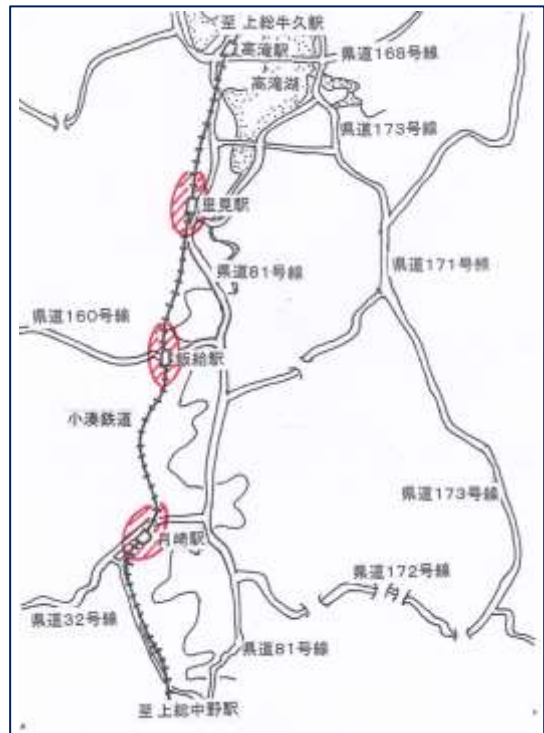 至 上総牛久駅
高滝駅
県道168号線
高滝湖
県道173号線
里見駅
県道81号線
県道171号線
県道160号線
飯給駅
小湊鉄道
県道173号線
月崎駅
県道172号線
県道32号線
県道81号線
至 上総中野駅